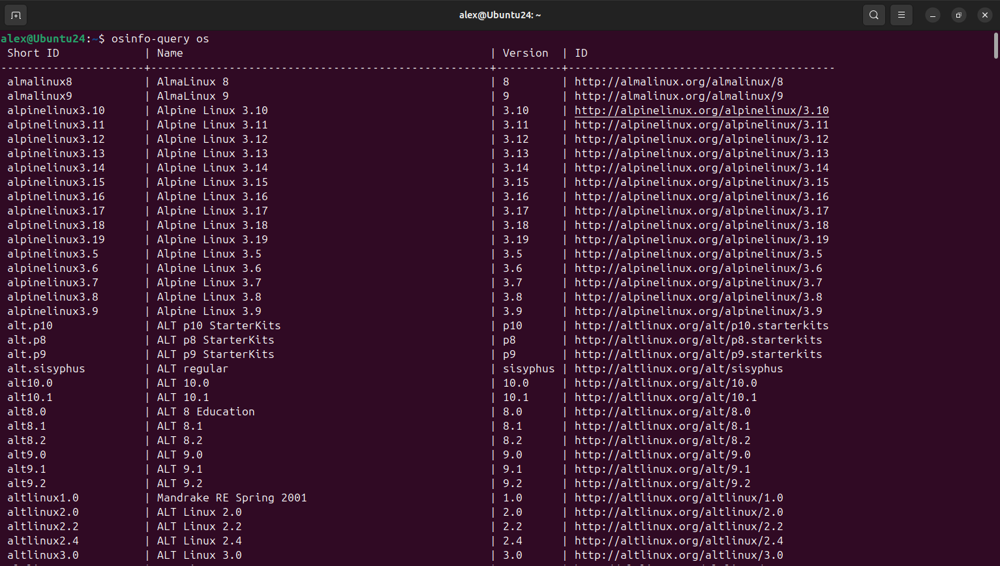 alex@Ubuntu24: ~
alex@Ubuntu24:~$ osinfo-query os
 Short ID             | Name                                               | Version  | ID
----------------------+----------------------------------------------------+----------+-----------------------------------------
 almalinux8           | AlmaLinux 8                                        | 8        | http://almalinux.org/almalinux/8
 almalinux9           | AlmaLinux 9                                        | 9        | http://almalinux.org/almalinux/9
 alpinelinux3.10      | Alpine Linux 3.10                                  | 3.10     | http://alpinelinux.org/alpinelinux/3.10
 alpinelinux3.11      | Alpine Linux 3.11                                  | 3.11     | http://alpinelinux.org/alpinelinux/3.11
 alpinelinux3.12      | Alpine Linux 3.12                                  | 3.12     | http://alpinelinux.org/alpinelinux/3.12
 alpinelinux3.13      | Alpine Linux 3.13                                  | 3.13     | http://alpinelinux.org/alpinelinux/3.13
 alpinelinux3.14      | Alpine Linux 3.14                                  | 3.14     | http://alpinelinux.org/alpinelinux/3.14
 alpinelinux3.15      | Alpine Linux 3.15                                  | 3.15     | http://alpinelinux.org/alpinelinux/3.15
 alpinelinux3.16      | Alpine Linux 3.16                                  | 3.16     | http://alpinelinux.org/alpinelinux/3.16
 alpinelinux3.17      | Alpine Linux 3.17                                  | 3.17     | http://alpinelinux.org/alpinelinux/3.17
 alpinelinux3.18      | Alpine Linux 3.18                                  | 3.18     | http://alpinelinux.org/alpinelinux/3.18
 alpinelinux3.19      | Alpine Linux 3.19                                  | 3.19     | http://alpinelinux.org/alpinelinux/3.19
 alpinelinux3.5       | Alpine Linux 3.5                                   | 3.5      | http://alpinelinux.org/alpinelinux/3.5
 alpinelinux3.6       | Alpine Linux 3.6                                   | 3.6      | http://alpinelinux.org/alpinelinux/3.6
 alpinelinux3.7       | Alpine Linux 3.7                                   | 3.7      | http://alpinelinux.org/alpinelinux/3.7
 alpinelinux3.8       | Alpine Linux 3.8                                   | 3.8      | http://alpinelinux.org/alpinelinux/3.8
 alpinelinux3.9       | Alpine Linux 3.9                                   | 3.9      | http://alpinelinux.org/alpinelinux/3.9
 alt.p10              | ALT p10 StarterKits                                | p10      | http://altlinux.org/alt/p10.starterkits
 alt.p8               | ALT p8 StarterKits                                 | p8       | http://altlinux.org/alt/p8.starterkits
 alt.p9               | ALT p9 StarterKits                                 | p9       | http://altlinux.org/alt/p9.starterkits
 alt.sisyphus         | ALT regular                                        | sisyphus | http://altlinux.org/alt/sisyphus
 alt10.0              | ALT 10.0                                           | 10.0     | http://altlinux.org/alt/10.0
 alt10.1              | ALT 10.1                                           | 10.1     | http://altlinux.org/alt/10.1
 alt8.0               | ALT 8 Education                                    | 8.0      | http://altlinux.org/alt/8.0
 alt8.1               | ALT 8.1                                            | 8.1      | http://altlinux.org/alt/8.1
 alt8.2               | ALT 8.2                                            | 8.2      | http://altlinux.org/alt/8.2
 alt9.0               | ALT 9.0                                            | 9.0      | http://altlinux.org/alt/9.0
 alt9.1               | ALT 9.1                                            | 9.1      | http://altlinux.org/alt/9.1
 alt9.2               | ALT 9.2                                            | 9.2      | http://altlinux.org/alt/9.2
 altlinux1.0          | Mandrake RE Spring 2001                            | 1.0      | http://altlinux.org/altlinux/1.0
 altlinux2.0          | ALT Linux 2.0                                      | 2.0      | http://altlinux.org/altlinux/2.0
 altlinux2.2          | ALT Linux 2.2                                      | 2.2      | http://altlinux.org/altlinux/2.2
 altlinux2.4          | ALT Linux 2.4                                      | 2.4      | http://altlinux.org/altlinux/2.4
 altlinux3.0          | ALT Linux 3.0                                      | 3.0      | http://altlinux.org/altlinux/3.0